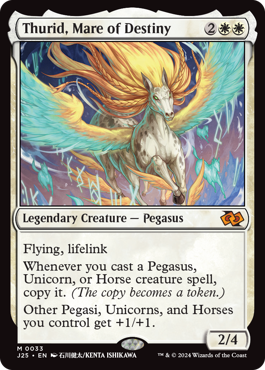 Thurid, Mare of Destiny 2
Legendary Creature — Pegasus
Flying, lifelink
Whenever you cast a Pegasus,
Unicorn, or Horse creature spell,
copy it. (The copy becomes a token.)
Other Pegasi, Unicorns, and Horses
you control get +1/+1.
2/4
M 0033
J25 • EN 石川健太/KENTA ISHIKAWA
™ & © 2024 Wizards of the Coast